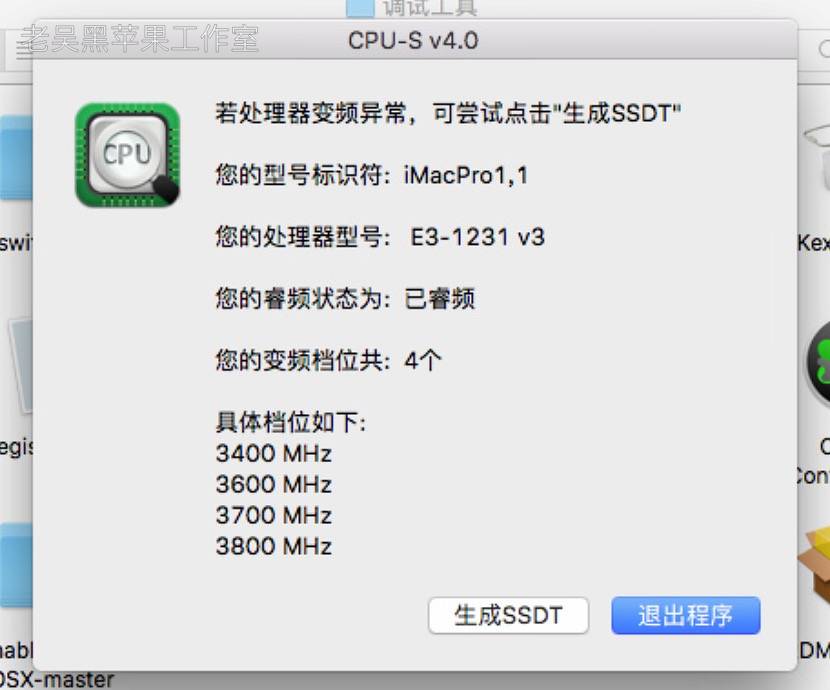 调试工具
老吴黑苹果工作室
CPU-S v4.0
CPU
若处理器变频异常，可尝试点击"生成SSDT"
您的型号标识符: iMacPro1,1
您的处理器型号: E3-1231 v3
您的睿频状态为: 已睿频
您的变频档位共: 4个
具体档位如下:
3400 MHz
3600 MHz
3700 MHz
3800 MHz
生成SSDT
退出程序
swit
Kex
egis
Con
nabl
DM
OSX-master